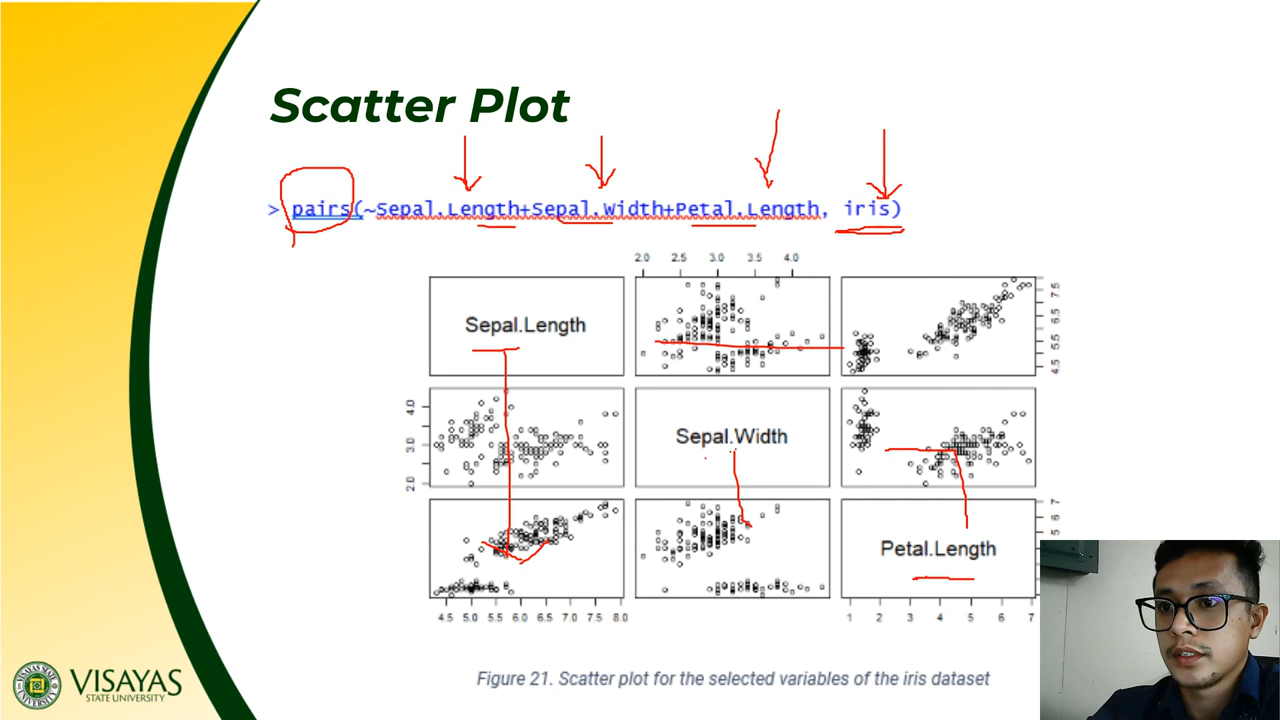 Scatter Plot
> pairs(~Sepal.Length+Sepal.Width+Petal.Length, iris)
2.0 2.5 3.0 3.5 4.0
Sepal.Length
4.5 5.5 6.5 7.5
2.0 3.0 4.0
Sepal.Width
Petal.Length
5 6 7
4.5 5.0 5.5 6.0 6.5 7.0 7.5 8.0
1 2 3 4 5 6 7
Figure 21. Scatter plot for the selected variables of the iris dataset
VISAYAS
STATE UNIVERSITY